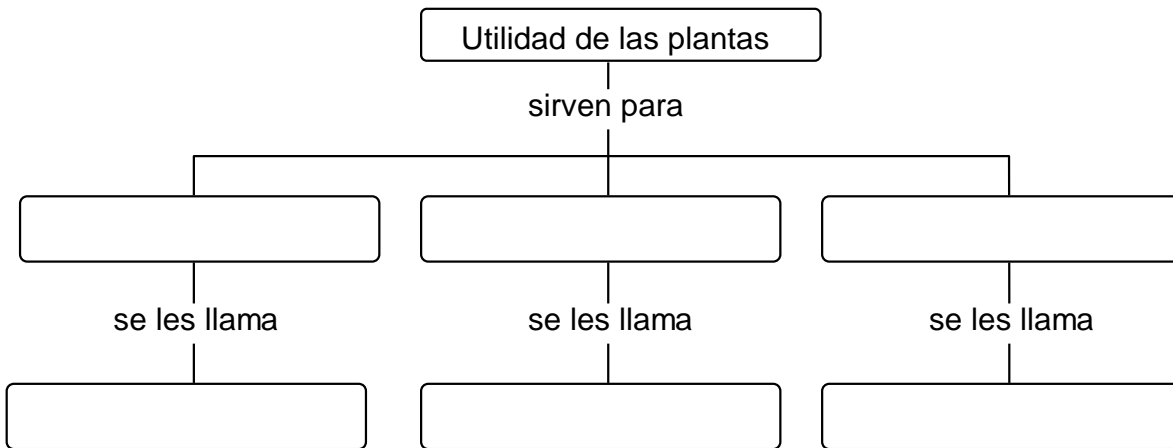 Utilidad de las plantas
sirven para
se les llama
se les llama
se les llama